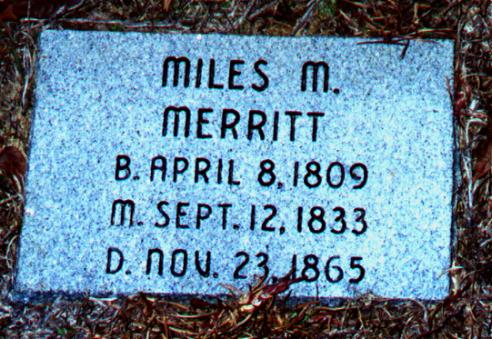 MILES M.
MERRITT
B. APRIL 8, 1809
M. SEPT. 12, 1833
D. NOV. 23, 1865